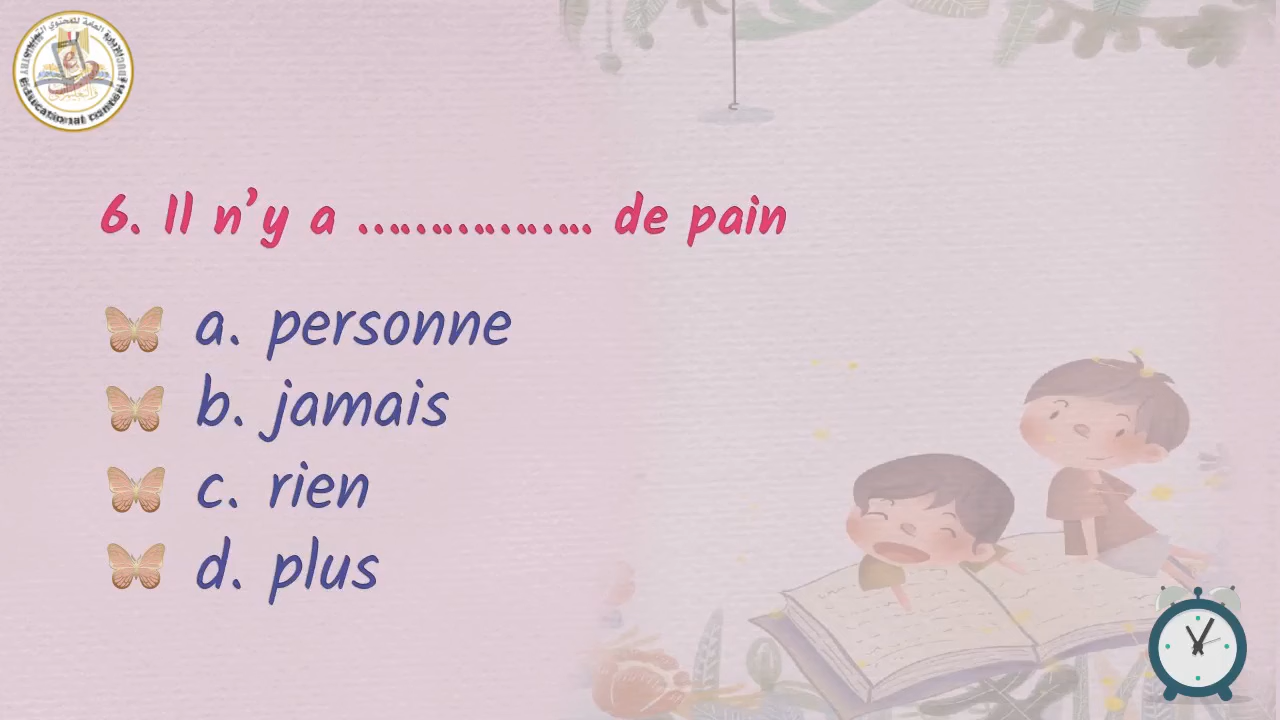 6. Il n’y a ................ de pain
a. personne
b. jamais
c. rien
d. plus